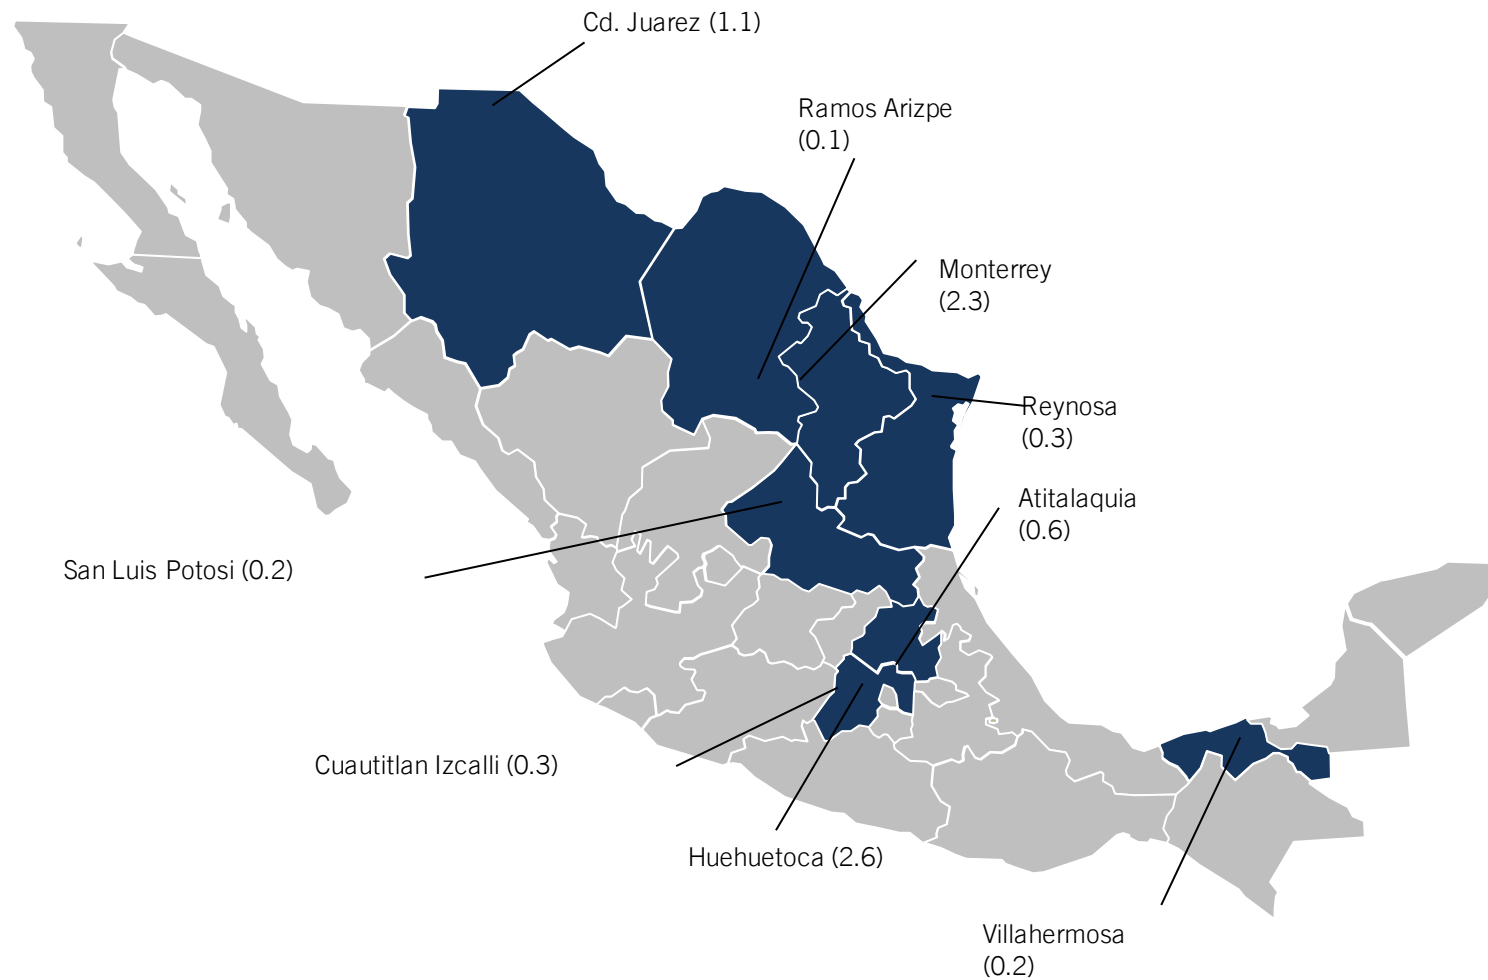 Cd. Juarez (1.1)
Ramos Arizpe
(0.1)
Monterrey
(2.3)
Reynosa
(0.3)
Atitalaquia
(0.6)
San Luis Potosi (0.2)
Cuautitlan Izcalli (0.3)
Huehuetoca (2.6)
Villahermosa
(0.2)